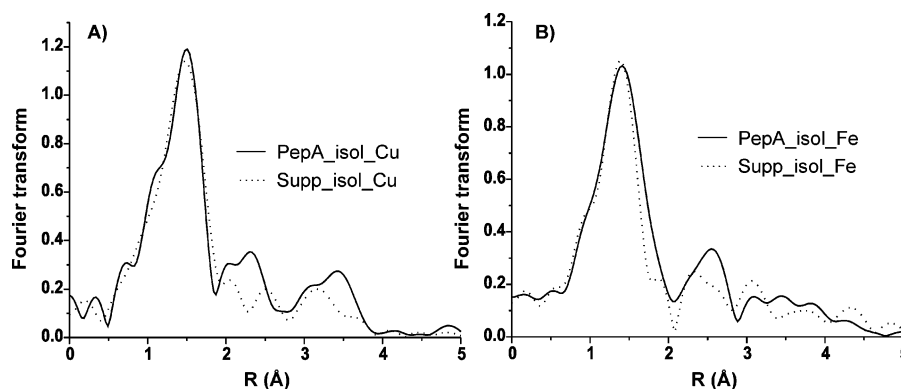 A)
1.2
1.0
0.8
0.6
0.4
0.2
0.0
Fourier transform
PepA_isol_Cu
Supp_isol_Cu
0 1 2 3 4 5
R (Å)
B)
1.2
1.0
0.8
0.6
0.4
0.2
0.0
Fourier transform
PepA_isol_Fe
Supp_isol_Fe
0 1 2 3 4 5
R (Å)